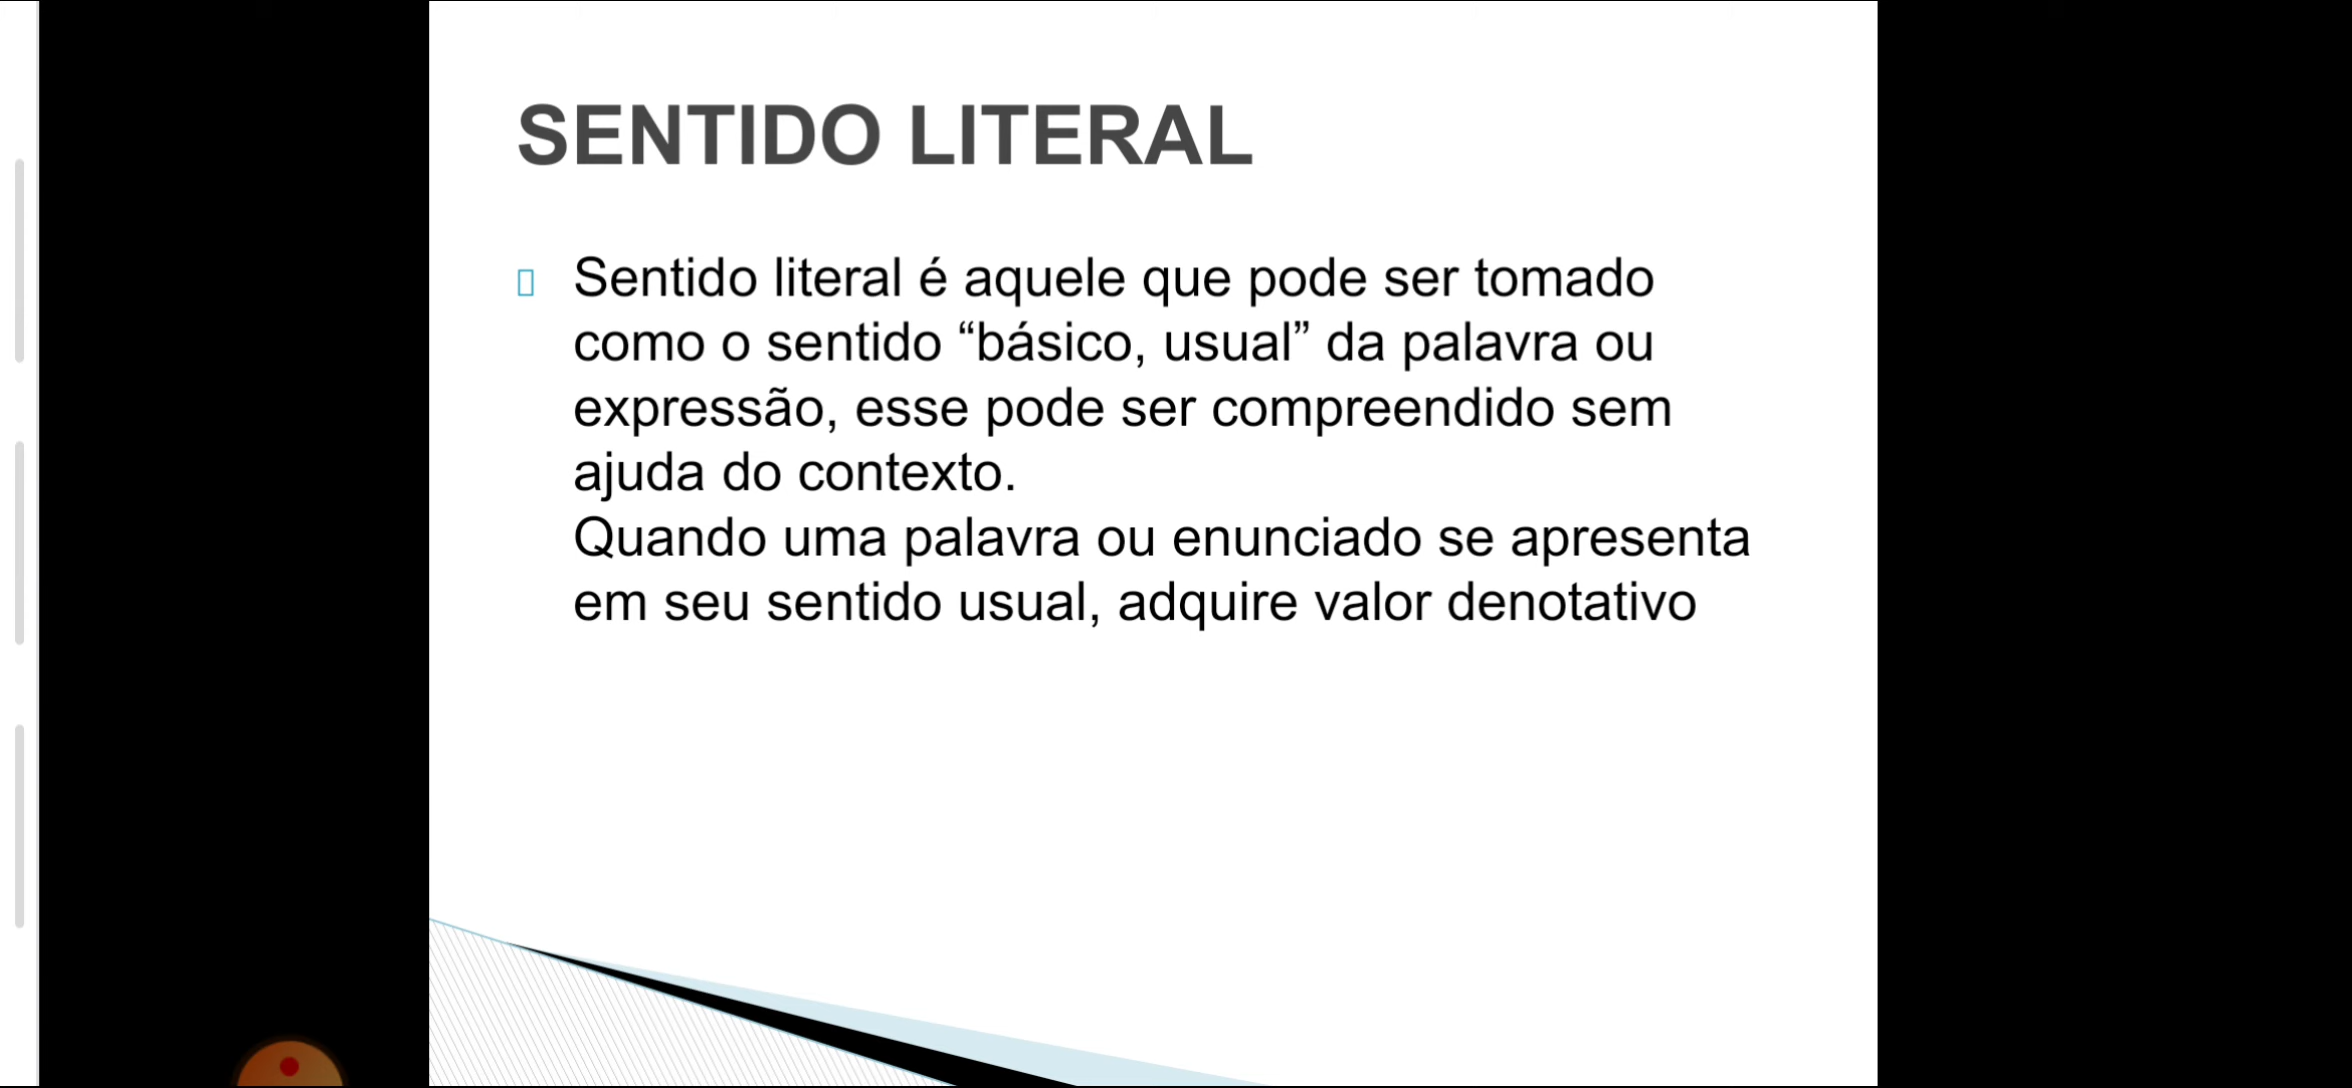 SENTIDO LITERAL
Sentido literal é aquele que pode ser tomado
como o sentido “básico, usual” da palavra ou
expressão, esse pode ser compreendido sem
ajuda do contexto.
Quando uma palavra ou enunciado se apresenta
em seu sentido usual, adquire valor denotativo